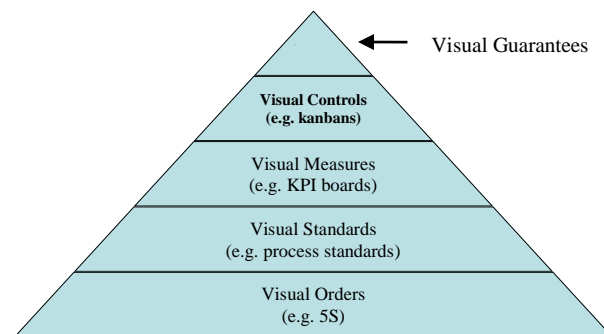 Visual Guarantees
Visual Controls
(e.g. kanbans)
Visual Measures
(e.g. KPI boards)
Visual Standards
(e.g. process standards)
Visual Orders
(e.g. 5S)